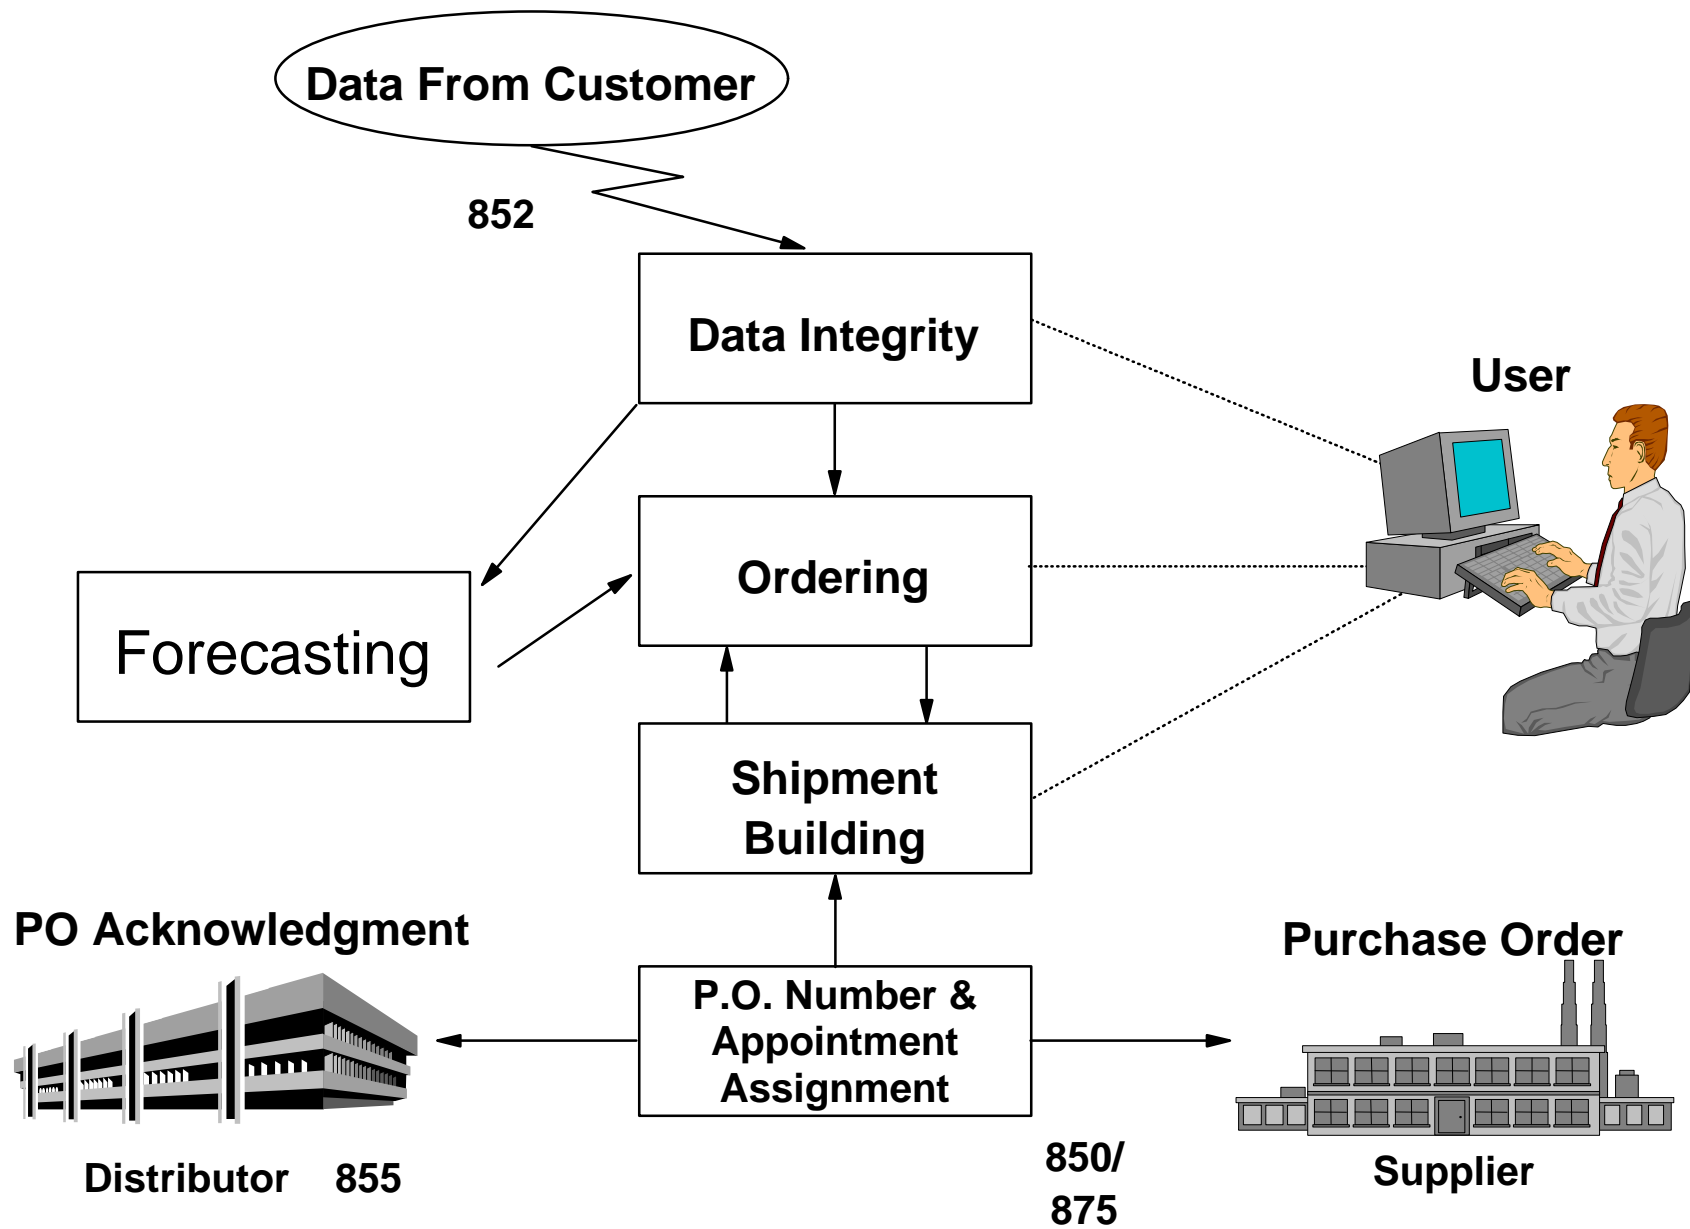 Data From Customer
852
Data Integrity
User
Ordering
Forecasting
Shipment
Building
PO Acknowledgment
Purchase Order
P.O. Number &
Appointment
Assignment
Distributor 855
850/
875
Supplier